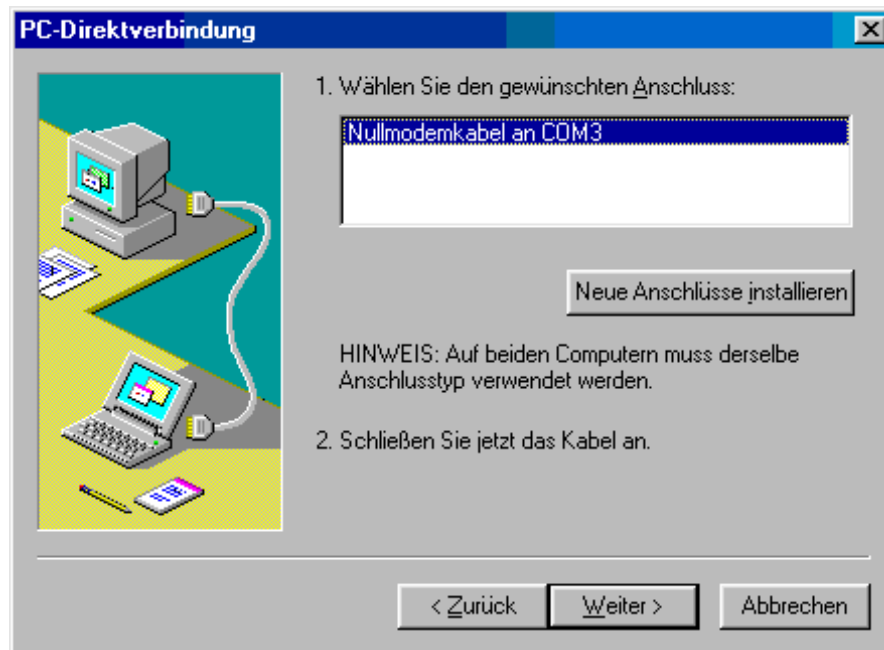 PC-Direktverbindung
1. Wählen Sie den gewünschten Anschluss:
Nullmodemkabel an COM3
Neue Anschlüsse installieren
HINWEIS: Auf beiden Computern muss derselbe
Anschlusstyp verwendet werden.
2. Schließen Sie jetzt das Kabel an.
< Zurück
Weiter >
Abbrechen